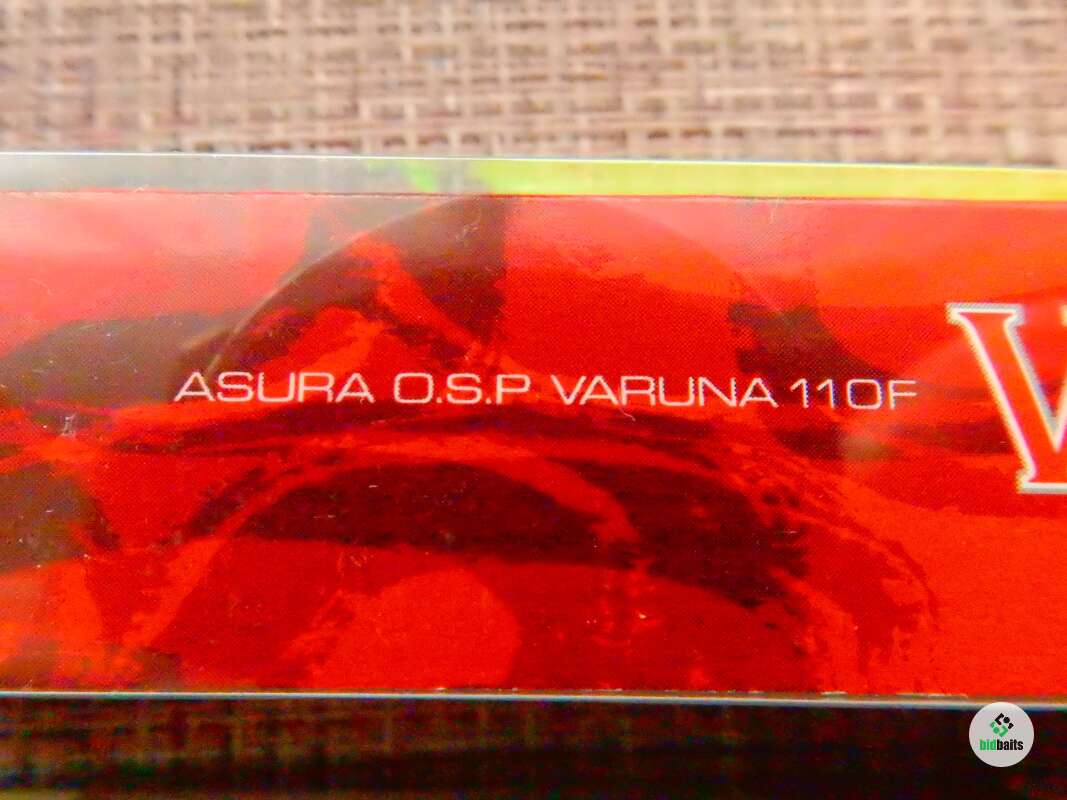 ASURA O.S.P VARUNA 110F
V
bidbaits